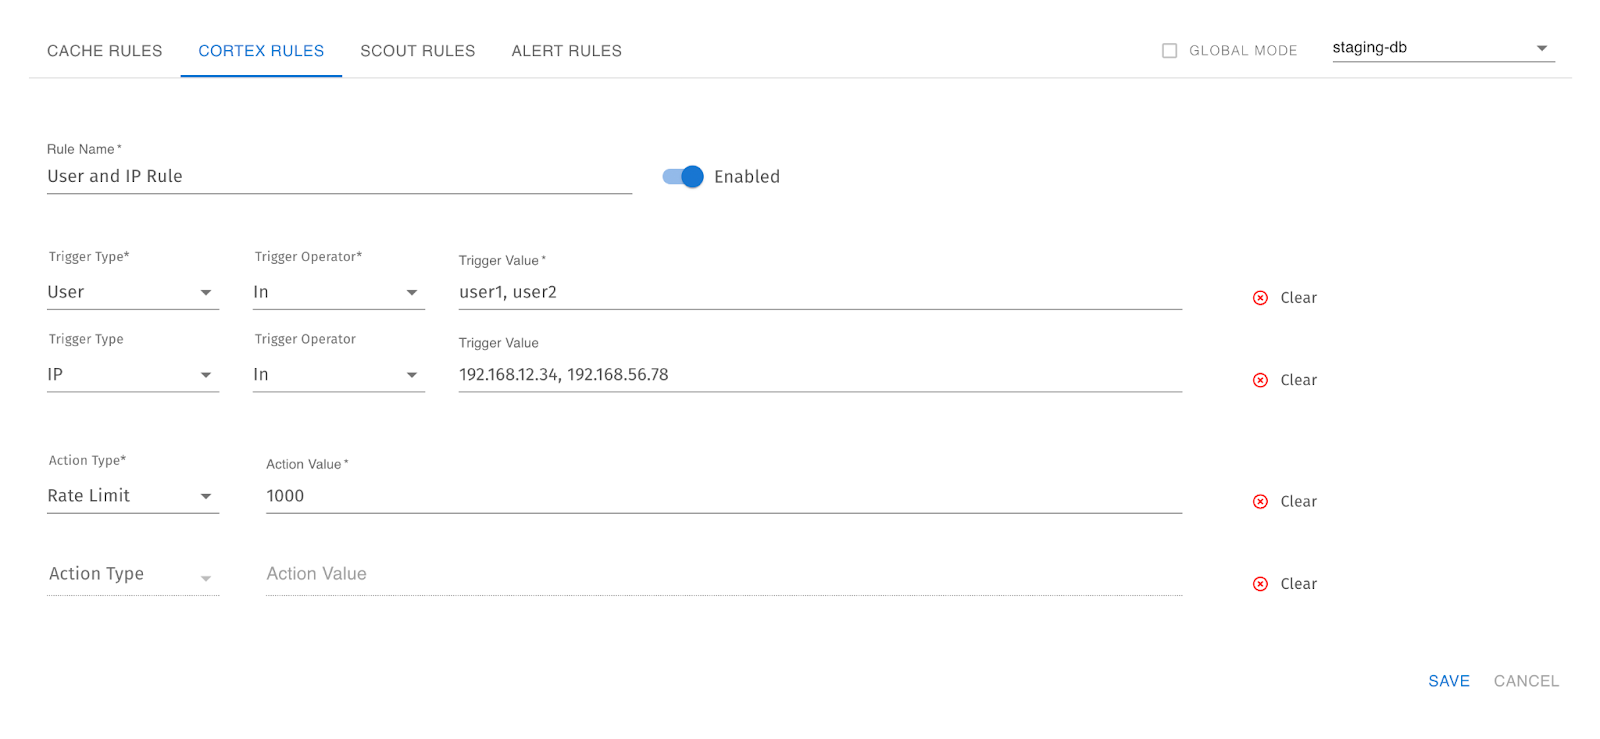 CACHE RULES CORTEX RULES SCOUT RULES ALERT RULES GLOBAL MODE staging-db
Rule Name*
User and IP Rule Enabled
Trigger Type* Trigger Operator* Trigger Value*
User In user1, user2 Clear
Trigger Type Trigger Operator Trigger Value
IP In 192.168.12.34, 192.168.56.78 Clear
Action Type* Action Value*
Rate Limit 1000 Clear
Action Type Action Value Clear
SAVE CANCEL